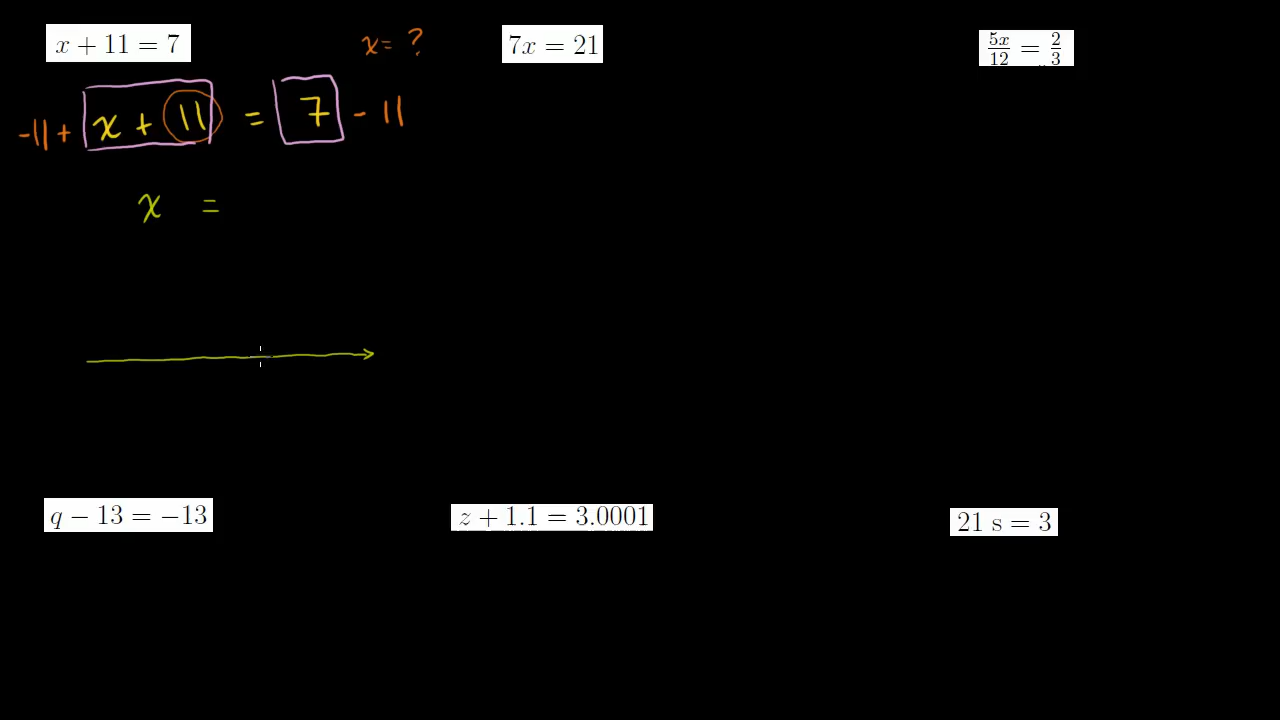 x + 11 = 7
x = ?
7x = 21
5x/12 = 2/3
-11 + x + 11 = 7 - 11
x =
q − 13 = −13
z + 1.1 = 3.0001
21 s = 3